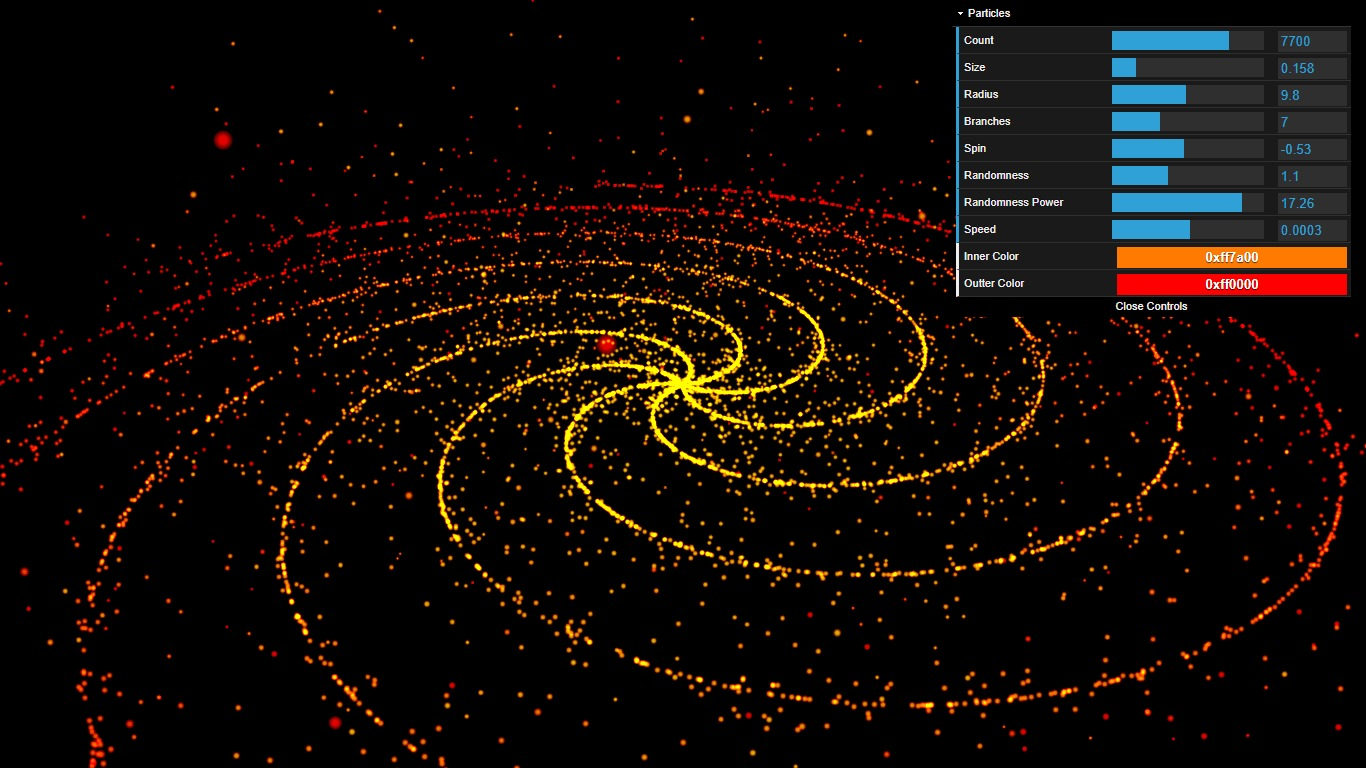 Particles
Count 7700
Size 0.158
Radius 9.8
Branches 7
Spin -0.53
Randomness 1.1
Randomness Power 17.26
Speed 0.0003
Inner Color 0xff7a00
Outter Color 0xff0000
Close Controls